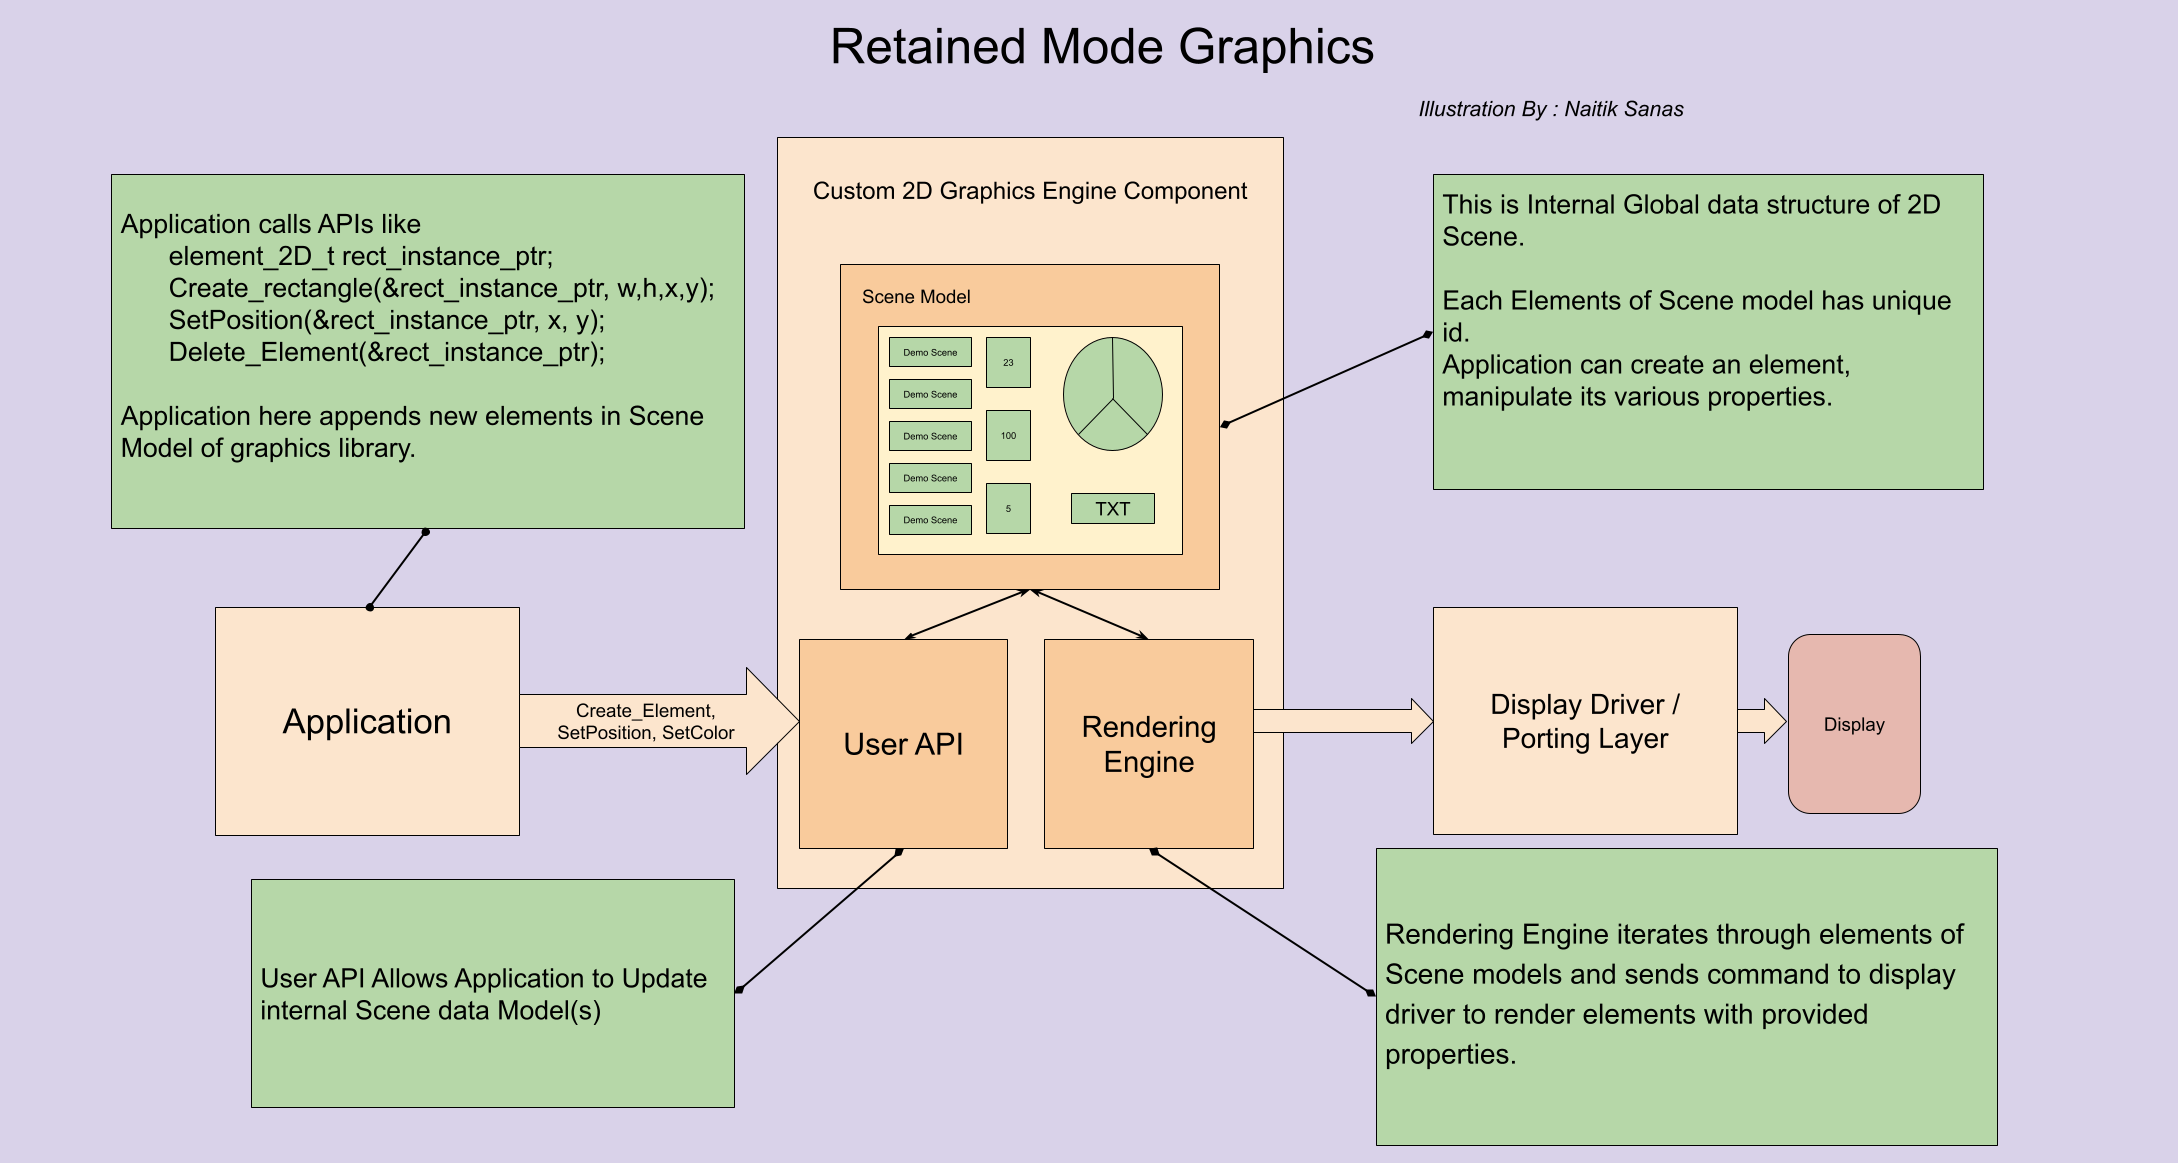 Retained Mode Graphics
Illustration By : Naitik Sanas
Application calls APIs like
element_2D_t rect_instance_ptr;
Create_rectangle(&rect_instance_ptr, w,h,x,y);
SetPosition(&rect_instance_ptr, x, y);
Delete_Element(&rect_instance_ptr);
Application here appends new elements in Scene
Model of graphics library.
Custom 2D Graphics Engine Component
Scene Model
Demo Scene
Demo Scene
Demo Scene
Demo Scene
Demo Scene
23
100
5
TXT
This is Internal Global data structure of 2D
Scene.
Each Elements of Scene model has unique
id.
Application can create an element,
manipulate its various properties.
Application
Create_Element,
SetPosition, SetColor
User API
Rendering
Engine
Display Driver /
Porting Layer
Display
User API Allows Application to Update
internal Scene data Model(s)
Rendering Engine iterates through elements of
Scene models and sends command to display
driver to render elements with provided
properties.